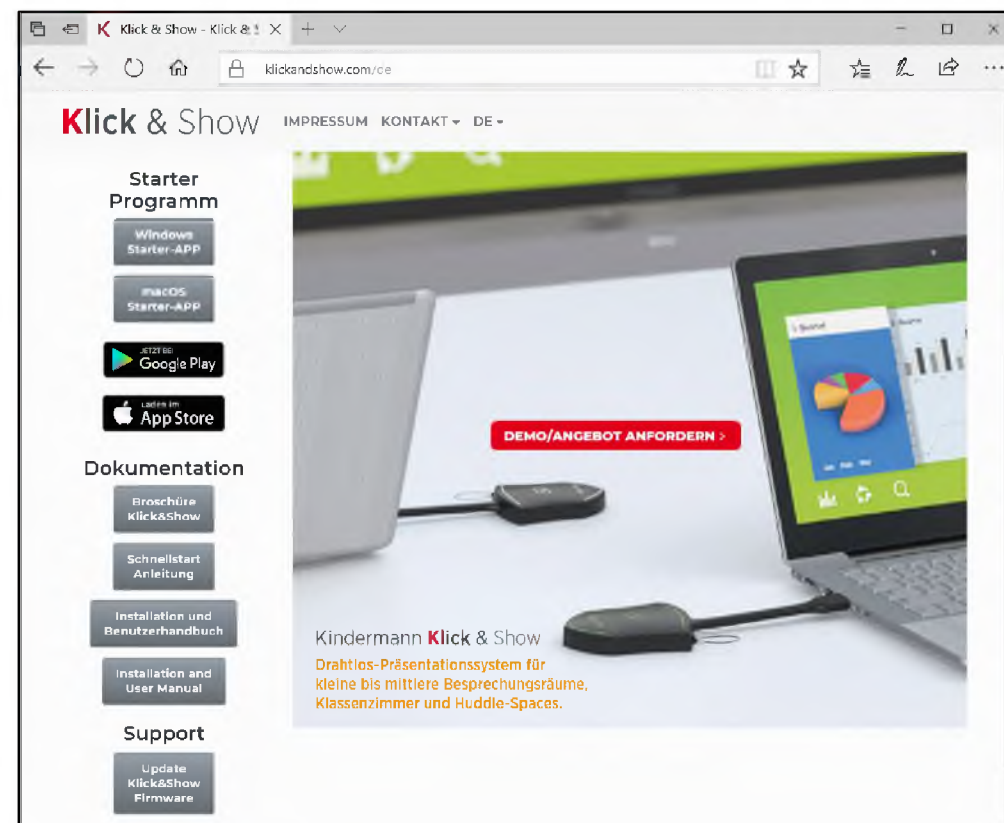 Klick & Show - Klick &
klickandshow.com/de
Klick & Show
IMPRESSUM KONTAKT DE
Starter
Programm
Windows
Starter-APP
macOS
Starter-APP
JETZT BEI
Google Play
Laden im
App Store
Dokumentation
Broschüre
Klick&Show
Schnellstart
Anleitung
Installation und
Benutzerhandbuch
Installation and
User Manual
Support
Update
Klick&Show
Firmware
DEMO/ANGEBOT ANFORDERN >
Kindermann Klick & Show
Drahtlos-Präsentationssystem für
kleine bis mittlere Besprechungsräume,
Klassenzimmer und Huddle-Spaces.